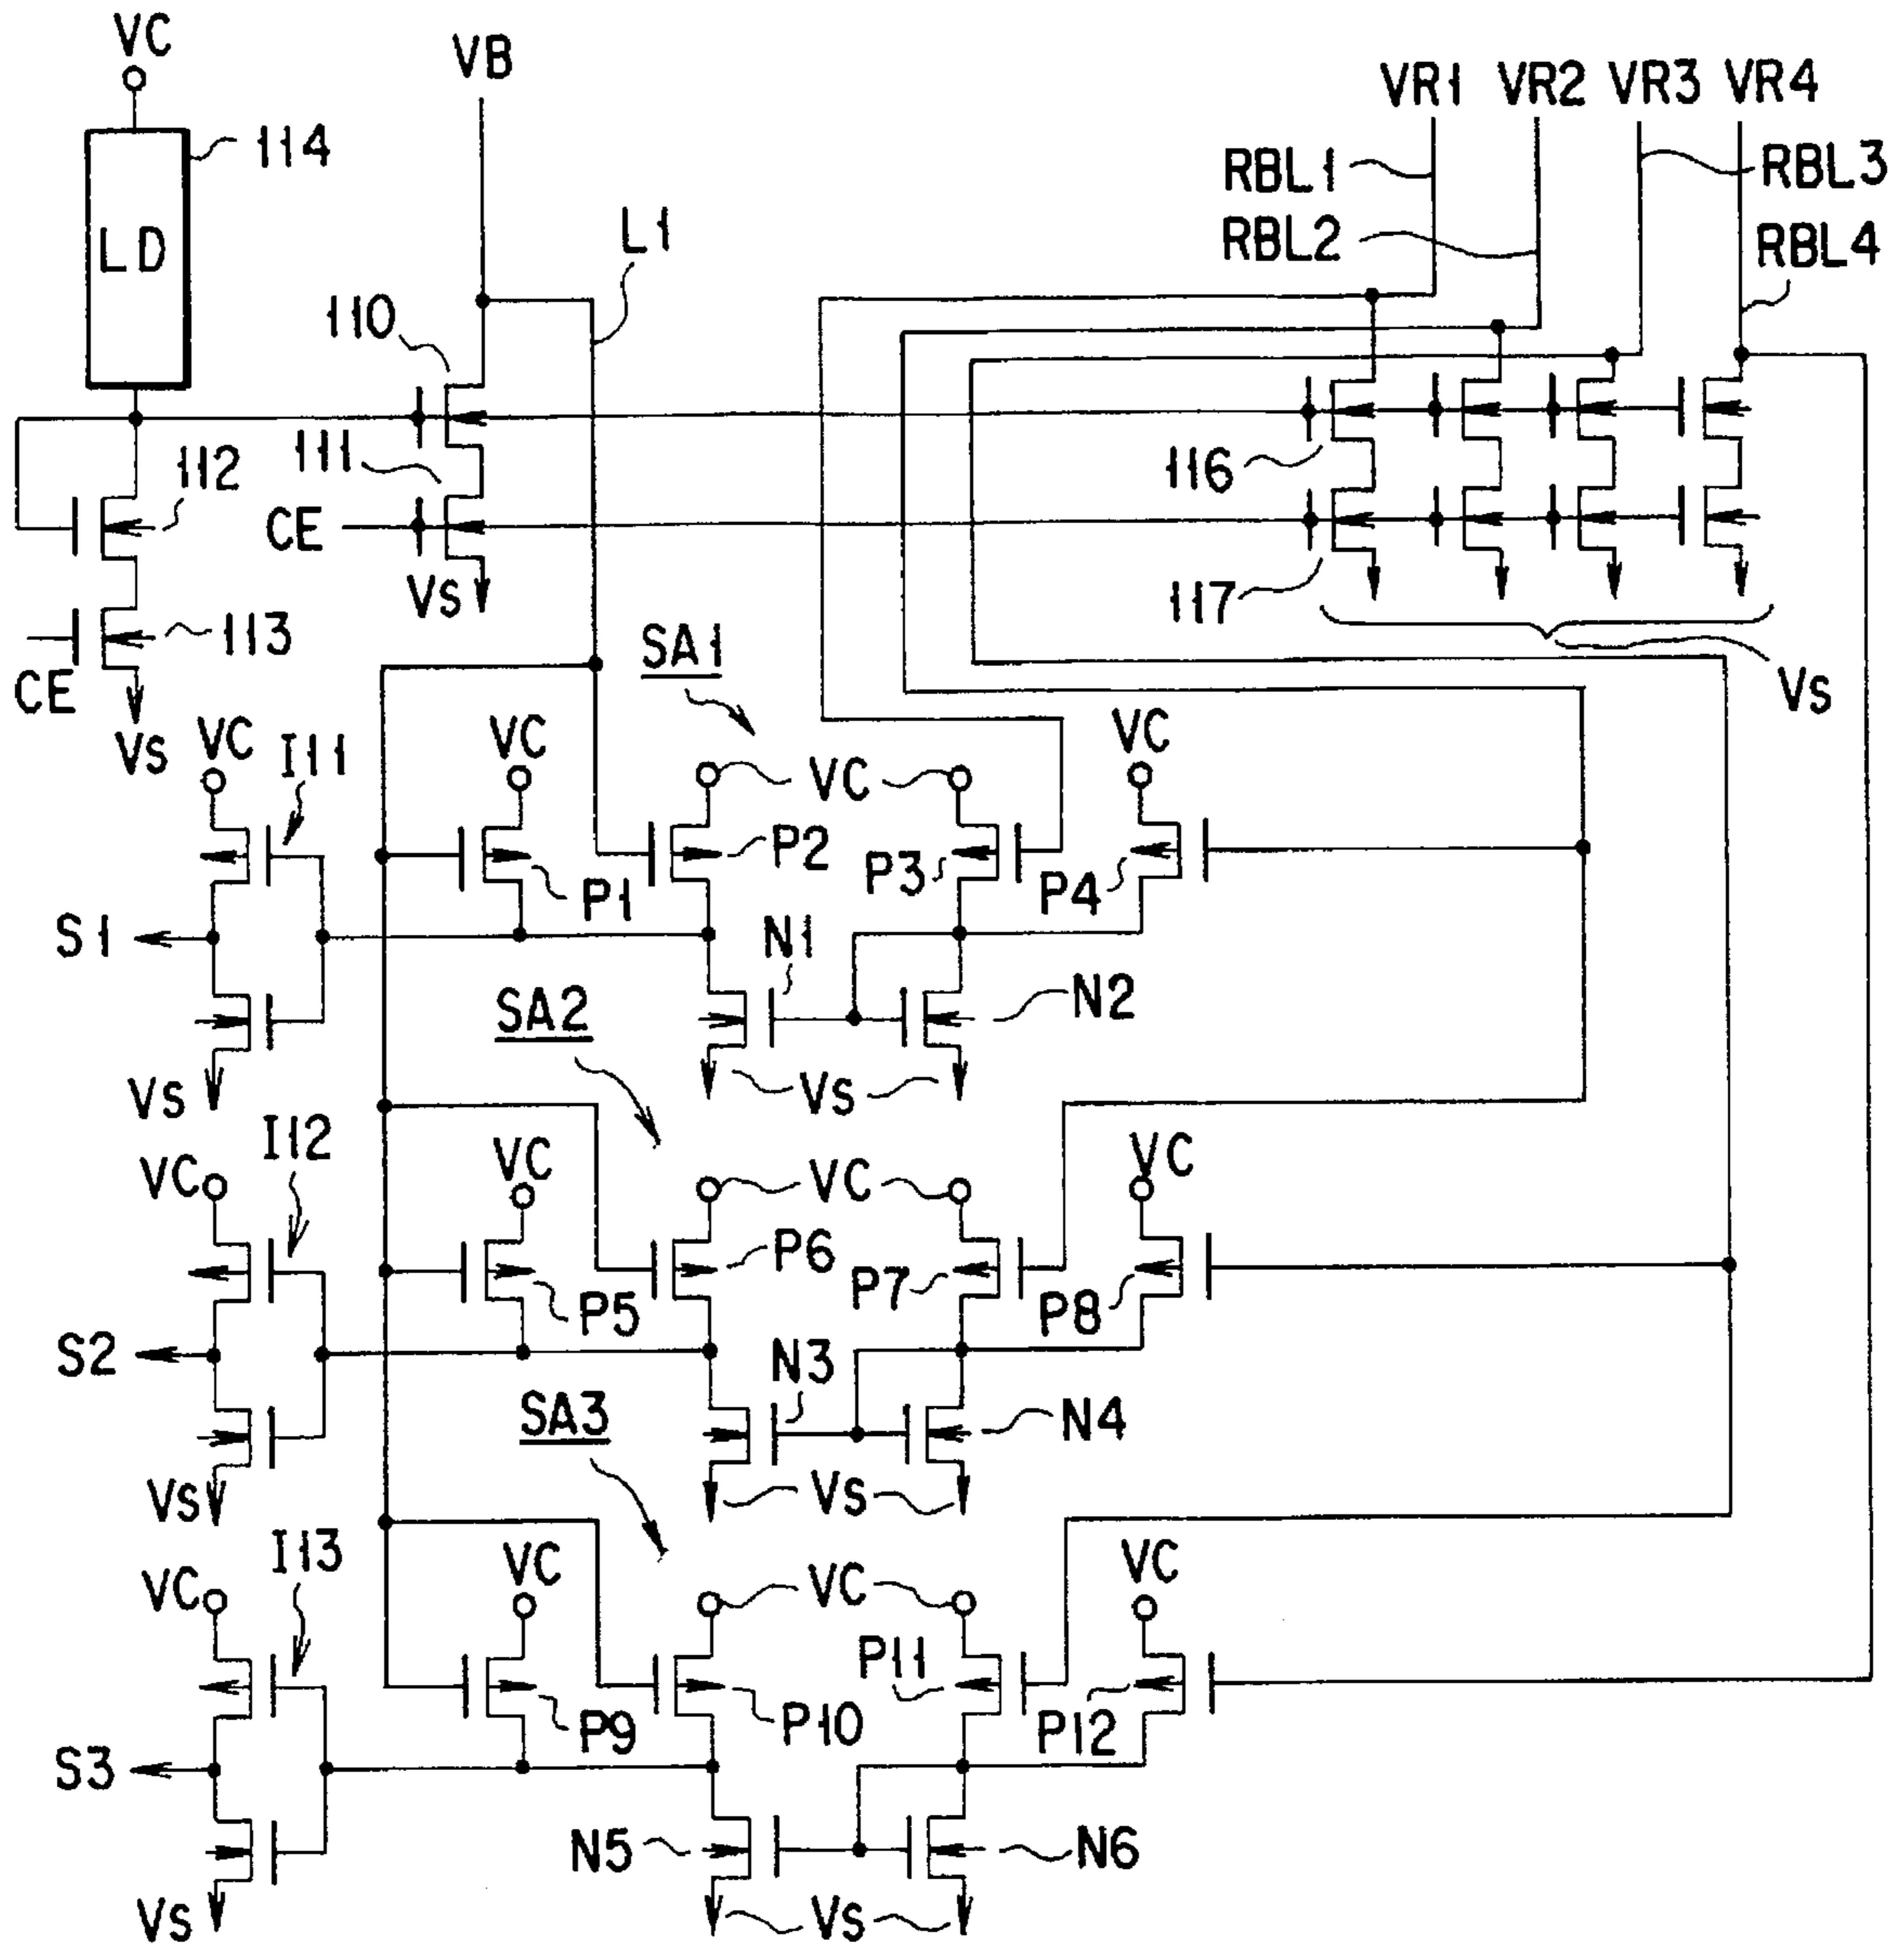 VC
VB
VR1 VR2 VR3 VR4
114
RBL1
RBL3
LD
L1
RBL2
RBL4
110
111
116
112
CE
Vs
117
113
SA1
CE
Vs
Vs
VC
I11
VC
VC
VC
P2
P3
P4
P1
S1
N1
N2
SA2
Vs
Vs
I12
VC
VC
VC
VC
P6
P7
P8
P5
S2
N3
N4
SA3
Vs
Vs
I13
VC
VC
VC
VC
P11
P9
P10
P12
S3
N5
N6
Vs
Vs